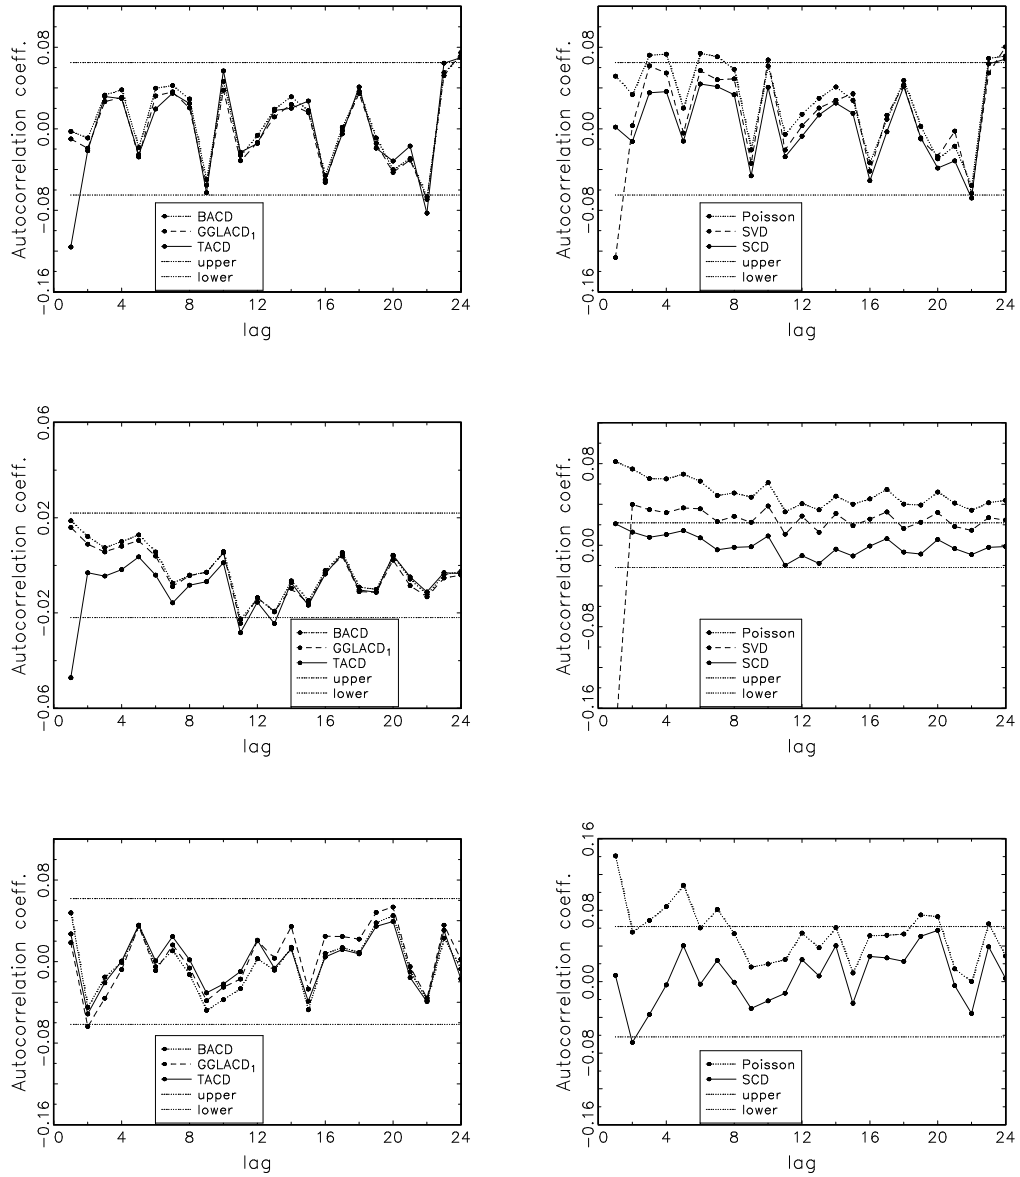 Autocorrelation coeff.
0.08
0.00
−0.08
−0.16
BACD
GGLACD1
TACD
upper
lower
0 4 8 12 16 20 24
lag
Autocorrelation coeff.
0.08
0.00
−0.08
−0.16
Poisson
SVD
SCD
upper
lower
0 4 8 12 16 20 24
lag
Autocorrelation coeff.
0.06
0.02
−0.02
−0.06
BACD
GGLACD1
TACD
upper
lower
0 4 8 12 16 20 24
lag
Autocorrelation coeff.
0.08
0.00
−0.08
−0.16
Poisson
SVD
SCD
upper
lower
0 4 8 12 16 20 24
lag
Autocorrelation coeff.
0.08
0.00
−0.08
−0.16
BACD
GGLACD1
TACD
upper
lower
0 4 8 12 16 20 24
lag
Autocorrelation coeff.
0.16
0.08
0.00
−0.08
−0.16
Poisson
SCD
upper
lower
0 4 8 12 16 20 24
lag